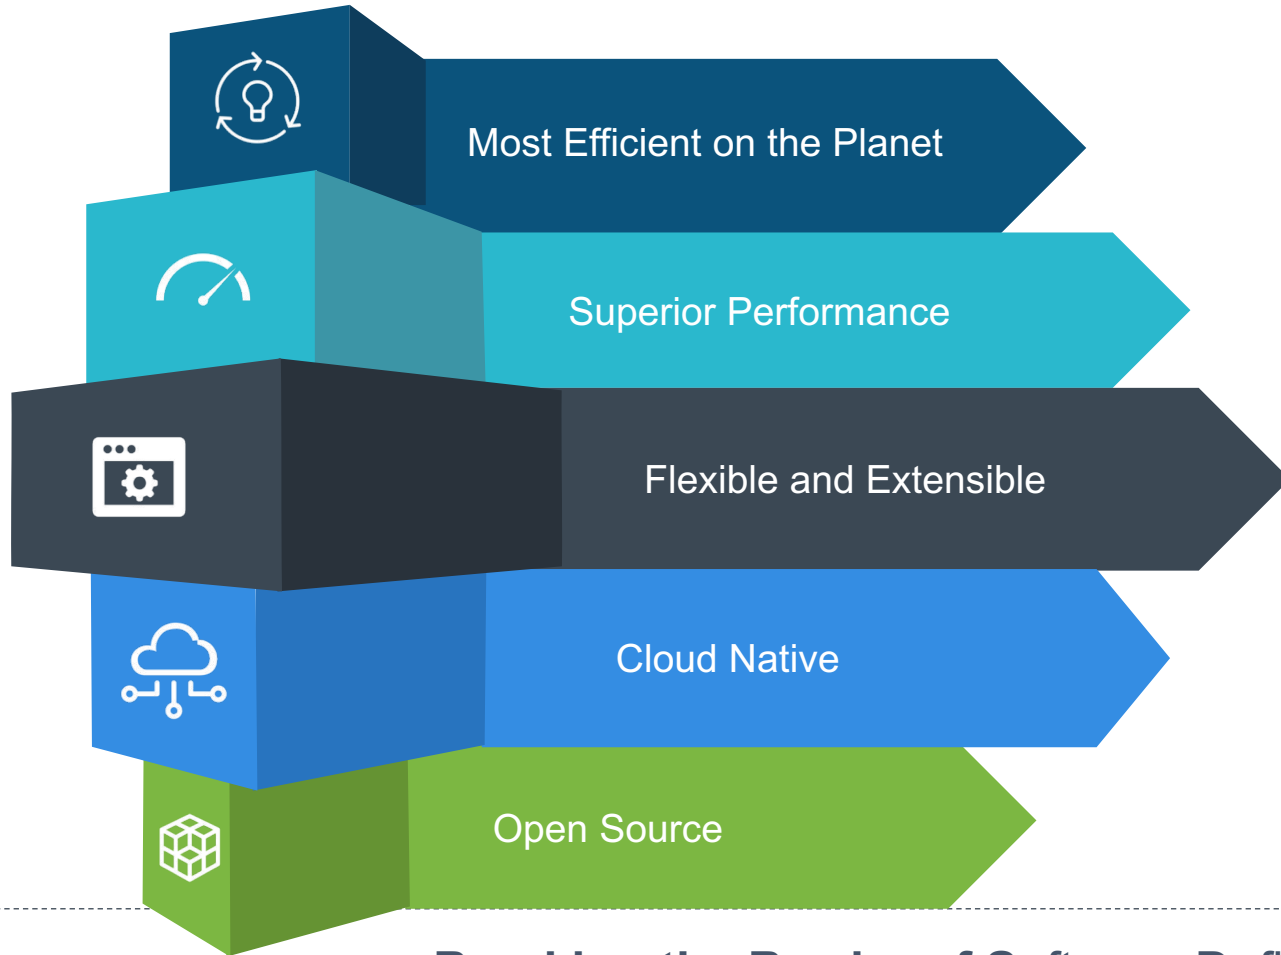 Most Efficient on the Planet
Superior Performance
Flexible and Extensible
Cloud Native
Open Source